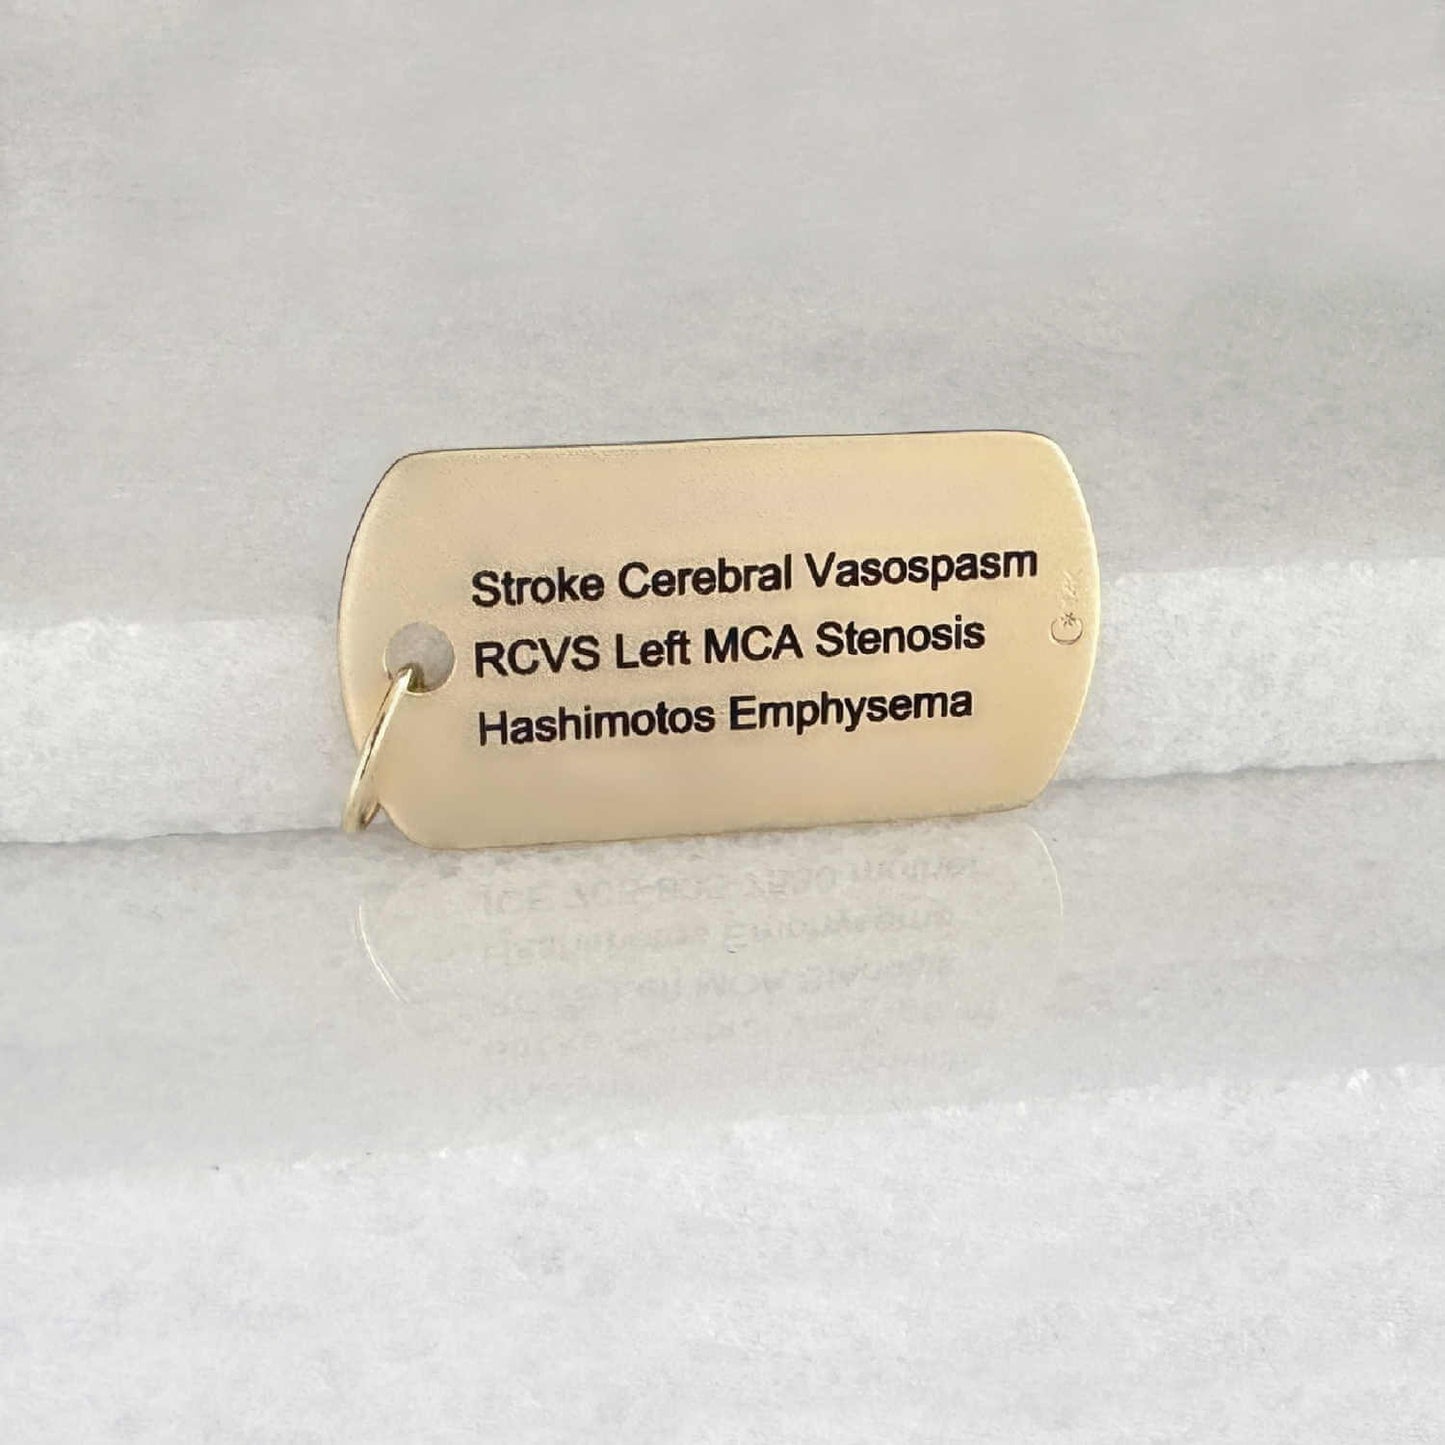 Stroke Cerebral Vasospasm
RCVS Left MCA Stenosis
Hashimotos Emphysema